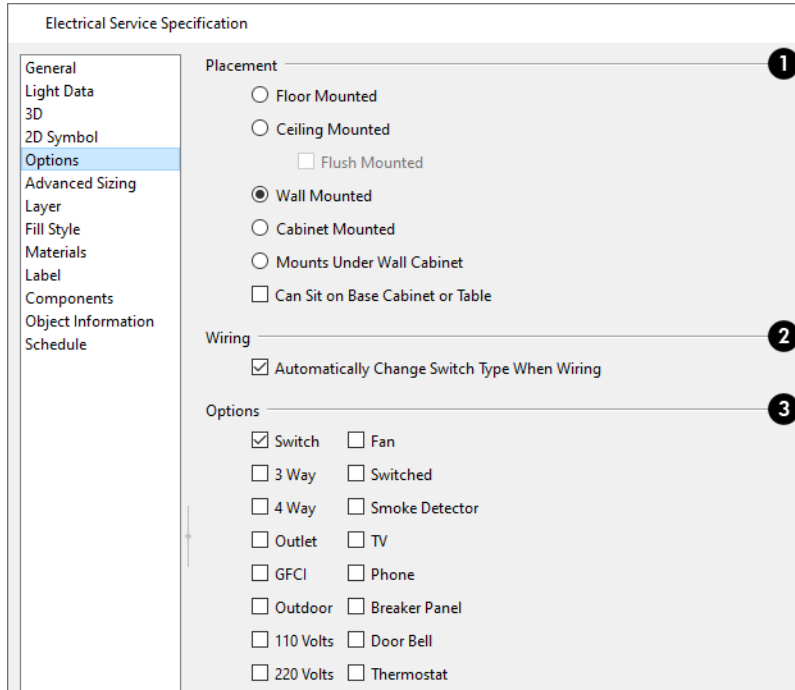 Electrical Service Specification
General
Light Data
3D
2D Symbol
Options
Advanced Sizing
Layer
Fill Style
Materials
Label
Components
Object Information
Schedule
Placement 1
Floor Mounted
Ceiling Mounted
Flush Mounted
Wall Mounted
Cabinet Mounted
Mounts Under Wall Cabinet
Can Sit on Base Cabinet or Table
Wiring 2
Automatically Change Switch Type When Wiring
Options 3
Switch Fan
3 Way Switched
4 Way Smoke Detector
Outlet TV
GFCI Phone
Outdoor Breaker Panel
110 Volts Door Bell
220 Volts Thermostat